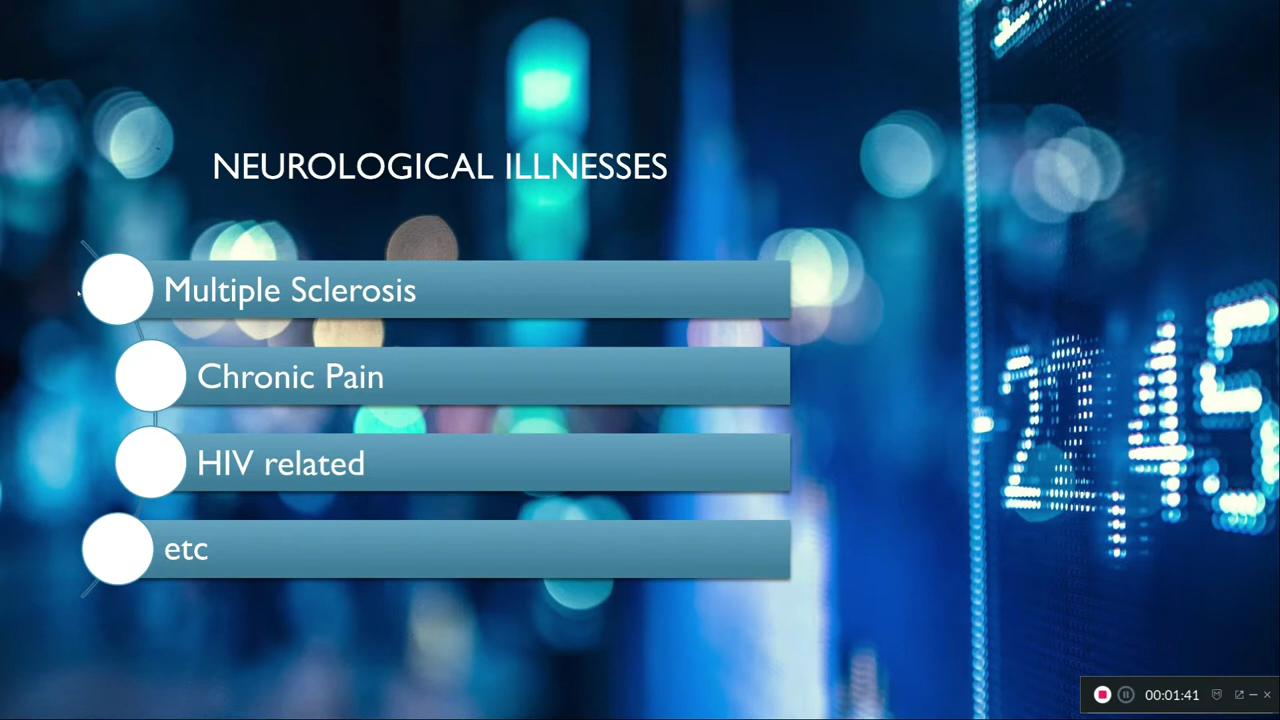 NEUROLOGICAL ILLNESSES
Multiple Sclerosis
Chronic Pain
HIV related
etc
00:01:41